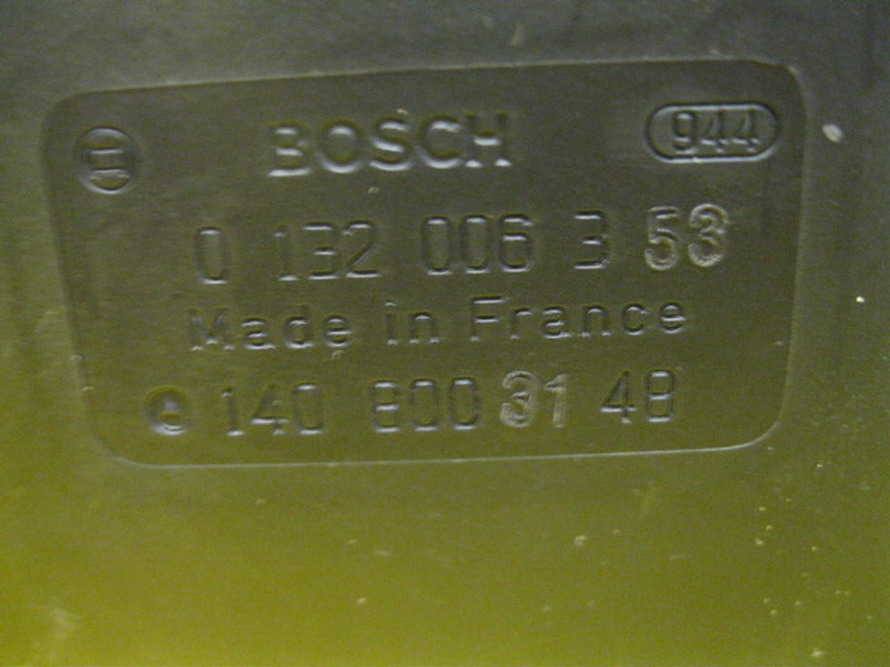 BOSCH 944
0 132 006 3 53
Made in France
140 800 31 48